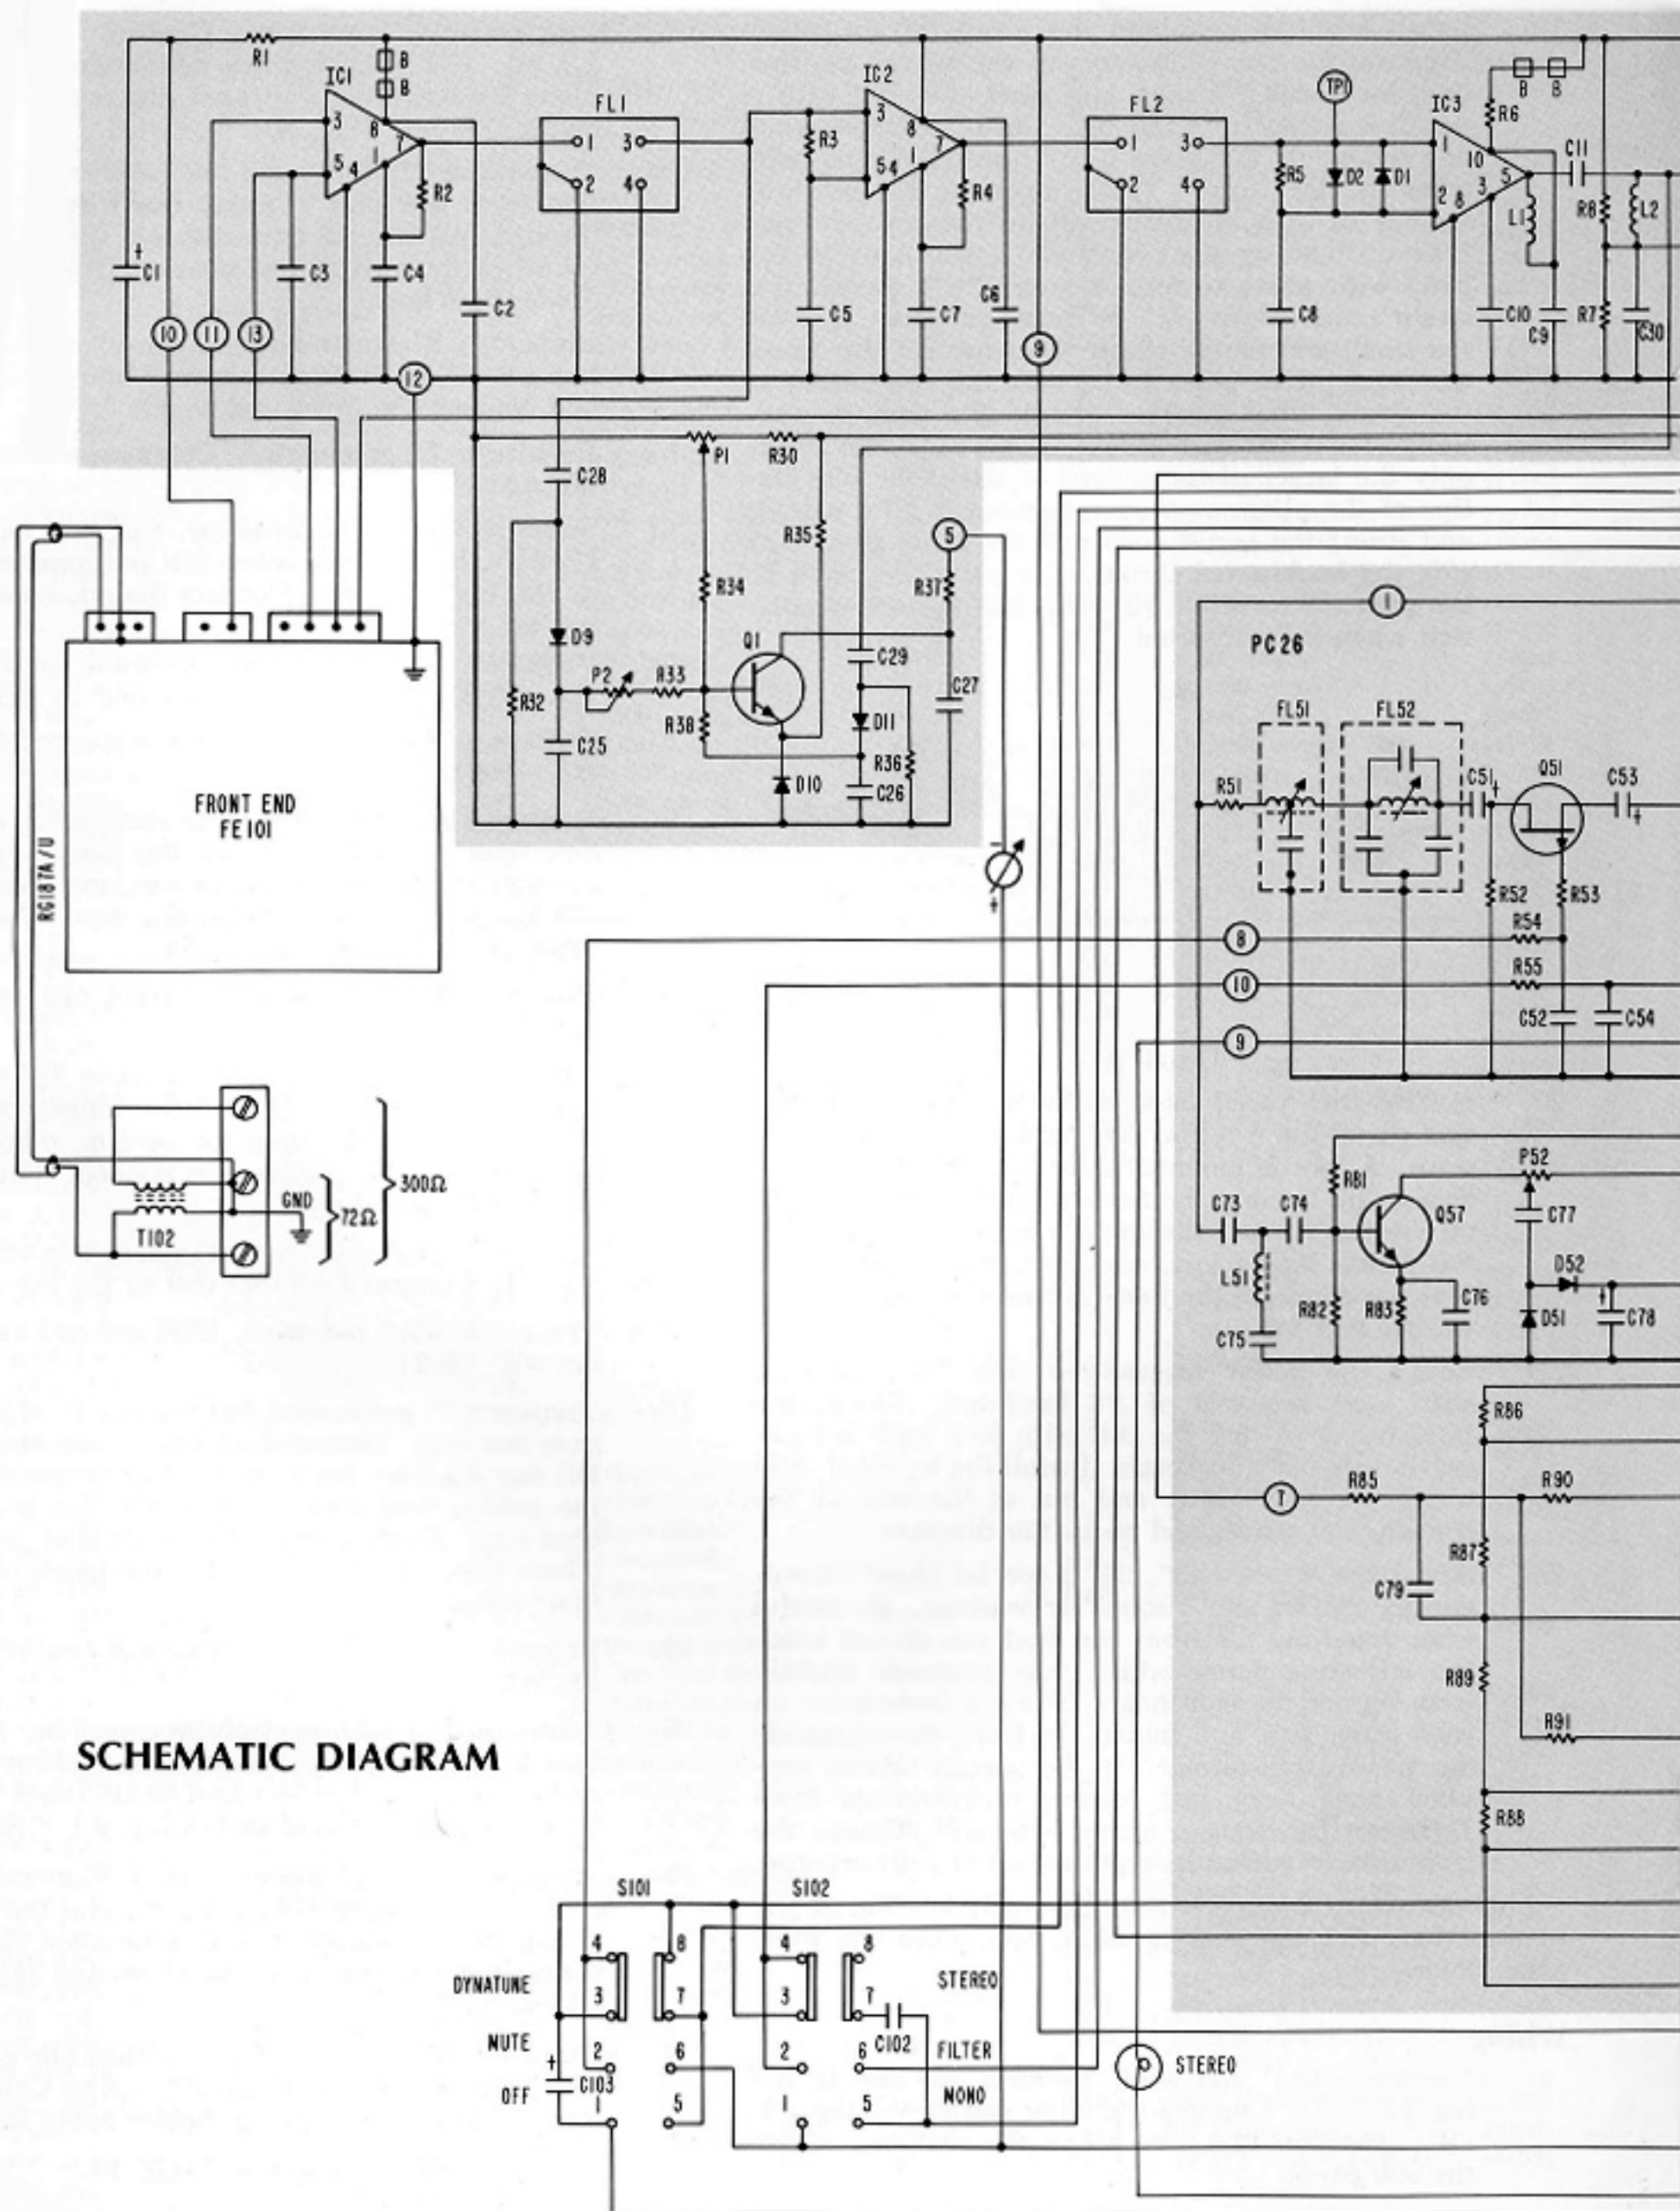 R1
B
B
IC1
3
8
7
1
5
4
R2
C1
+
C3
C4
C2
10
11
13
12
FL1
1
3
2
4
IC2
3
8
7
1
5
4
R3
R4
C5
C7
C6
9
FL2
1
3
2
4
TP1
R5
D2
D1
C8
IC3
1
10
5
3
2
8
R6
B
B
C11
L1
R8
L2
C10
C9
R7
C30
P1
R30
C28
R35
R34
5
R37
D9
P2
R33
Q1
C29
C27
R32
R38
D11
C25
R36
D10
C26
-
+
1
PC26
FL51
FL52
R51
C51
+
Q51
C53
+
R52
R53
8
R54
10
R55
9
C52
C54
FRONT END
FE101
RG187A/U
GND
T102
72Ω
300Ω
R81
P52
C73
C74
Q57
C77
L51
D52
R82
R83
C76
D51
+
C78
C75
R86
7
R85
R90
R87
C79
R89
R91
R88
SCHEMATIC DIAGRAM
S101
S102
4
8
4
8
DYNATUNE
STEREO
3
7
3
7
MUTE
C102
FILTER
2
6
2
6
+
C103
OFF
MONO
1
5
1
5
STEREO